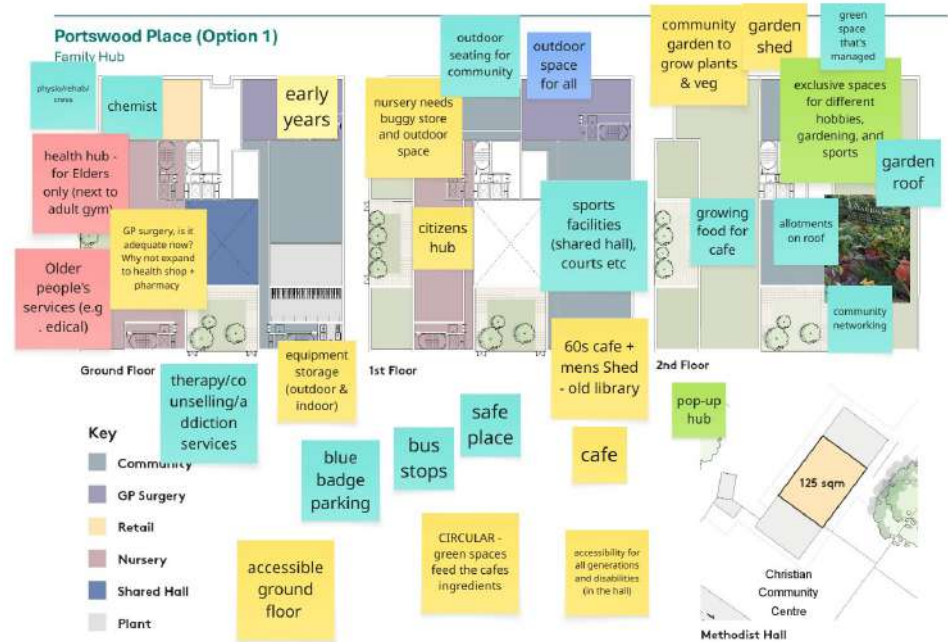 Portswood Place (Option 1)
Family Hub
physio/rehab/
cress
chemist
early
years
health hub -
for Elders
only (next to
adult gym)
GP surgery, is it
adequate now?
Why not expand
to health shop +
pharmacy
Older
people's
services (e.g
. edical)
outdoor
seating for
community
outdoor
space
for all
nursery needs
buggy store
and outdoor
space
citizens
hub
sports
facilities
(shared hall),
courts etc
community
garden to
grow plants
& veg
garden
shed
green
space
that's
managed
exclusive spaces
for different
hobbies,
gardening, and
sports
garden
roof
growing
food for
cafe
allotments
on roof
community
networking
Ground Floor
1st Floor
2nd Floor
therapy/co
unselling/a
ddiction
services
equipment
storage
(outdoor &
indoor)
60s cafe +
mens Shed
- old library
pop-up
hub
safe
place
bus
stops
blue
badge
parking
cafe
accessible
ground
floor
CIRCULAR -
green spaces
feed the cafes
ingredients
accessibility for
all generations
and disabilities
(in the hall)
Key
Community
GP Surgery
Retail
Nursery
Shared Hall
Plant
125 sqm
Christian
Community
Centre
Methodist Hall